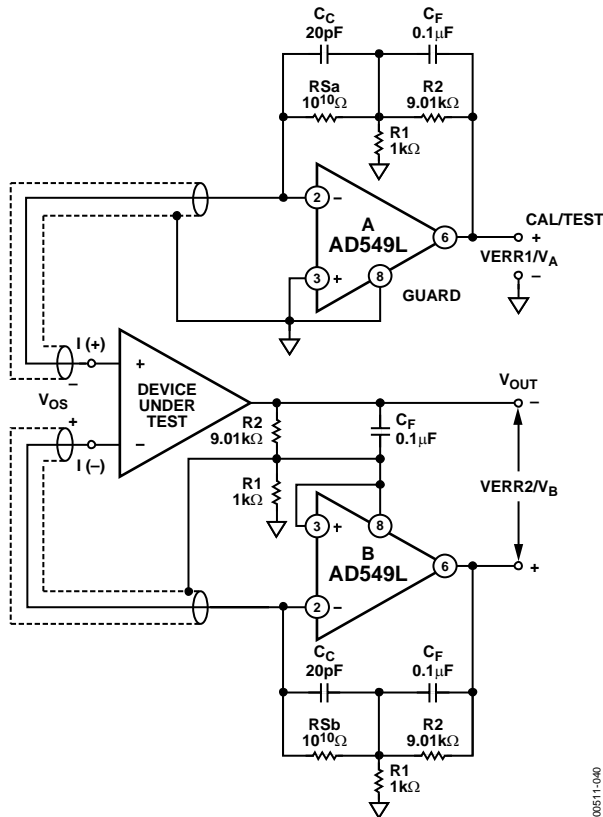 C_C
20pF
C_F
0.1μF
RSa
10^10Ω
R2
9.01kΩ
R1
1kΩ
2
–
A
AD549L
6
3
+
8
GUARD
CAL/TEST
+
VERR1/V_A
–
I (+)
–
V_OS
+
I (–)
+
DEVICE
UNDER
TEST
–
V_OUT
–
R2
9.01kΩ
C_F
0.1μF
R1
1kΩ
VERR2/V_B
3
+
8
B
AD549L
6
+
2
–
C_C
20pF
C_F
0.1μF
RSb
10^10Ω
R2
9.01kΩ
R1
1kΩ
00511-040